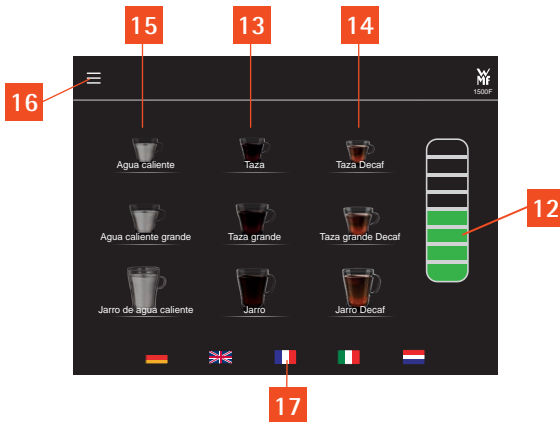 15
13
14
16
WMF
1500F
Agua caliente
Taza
Taza Decaf
12
Agua caliente grande
Taza grande
Taza grande Decaf
Jarro de agua caliente
Jarro
Jarro Decaf
17